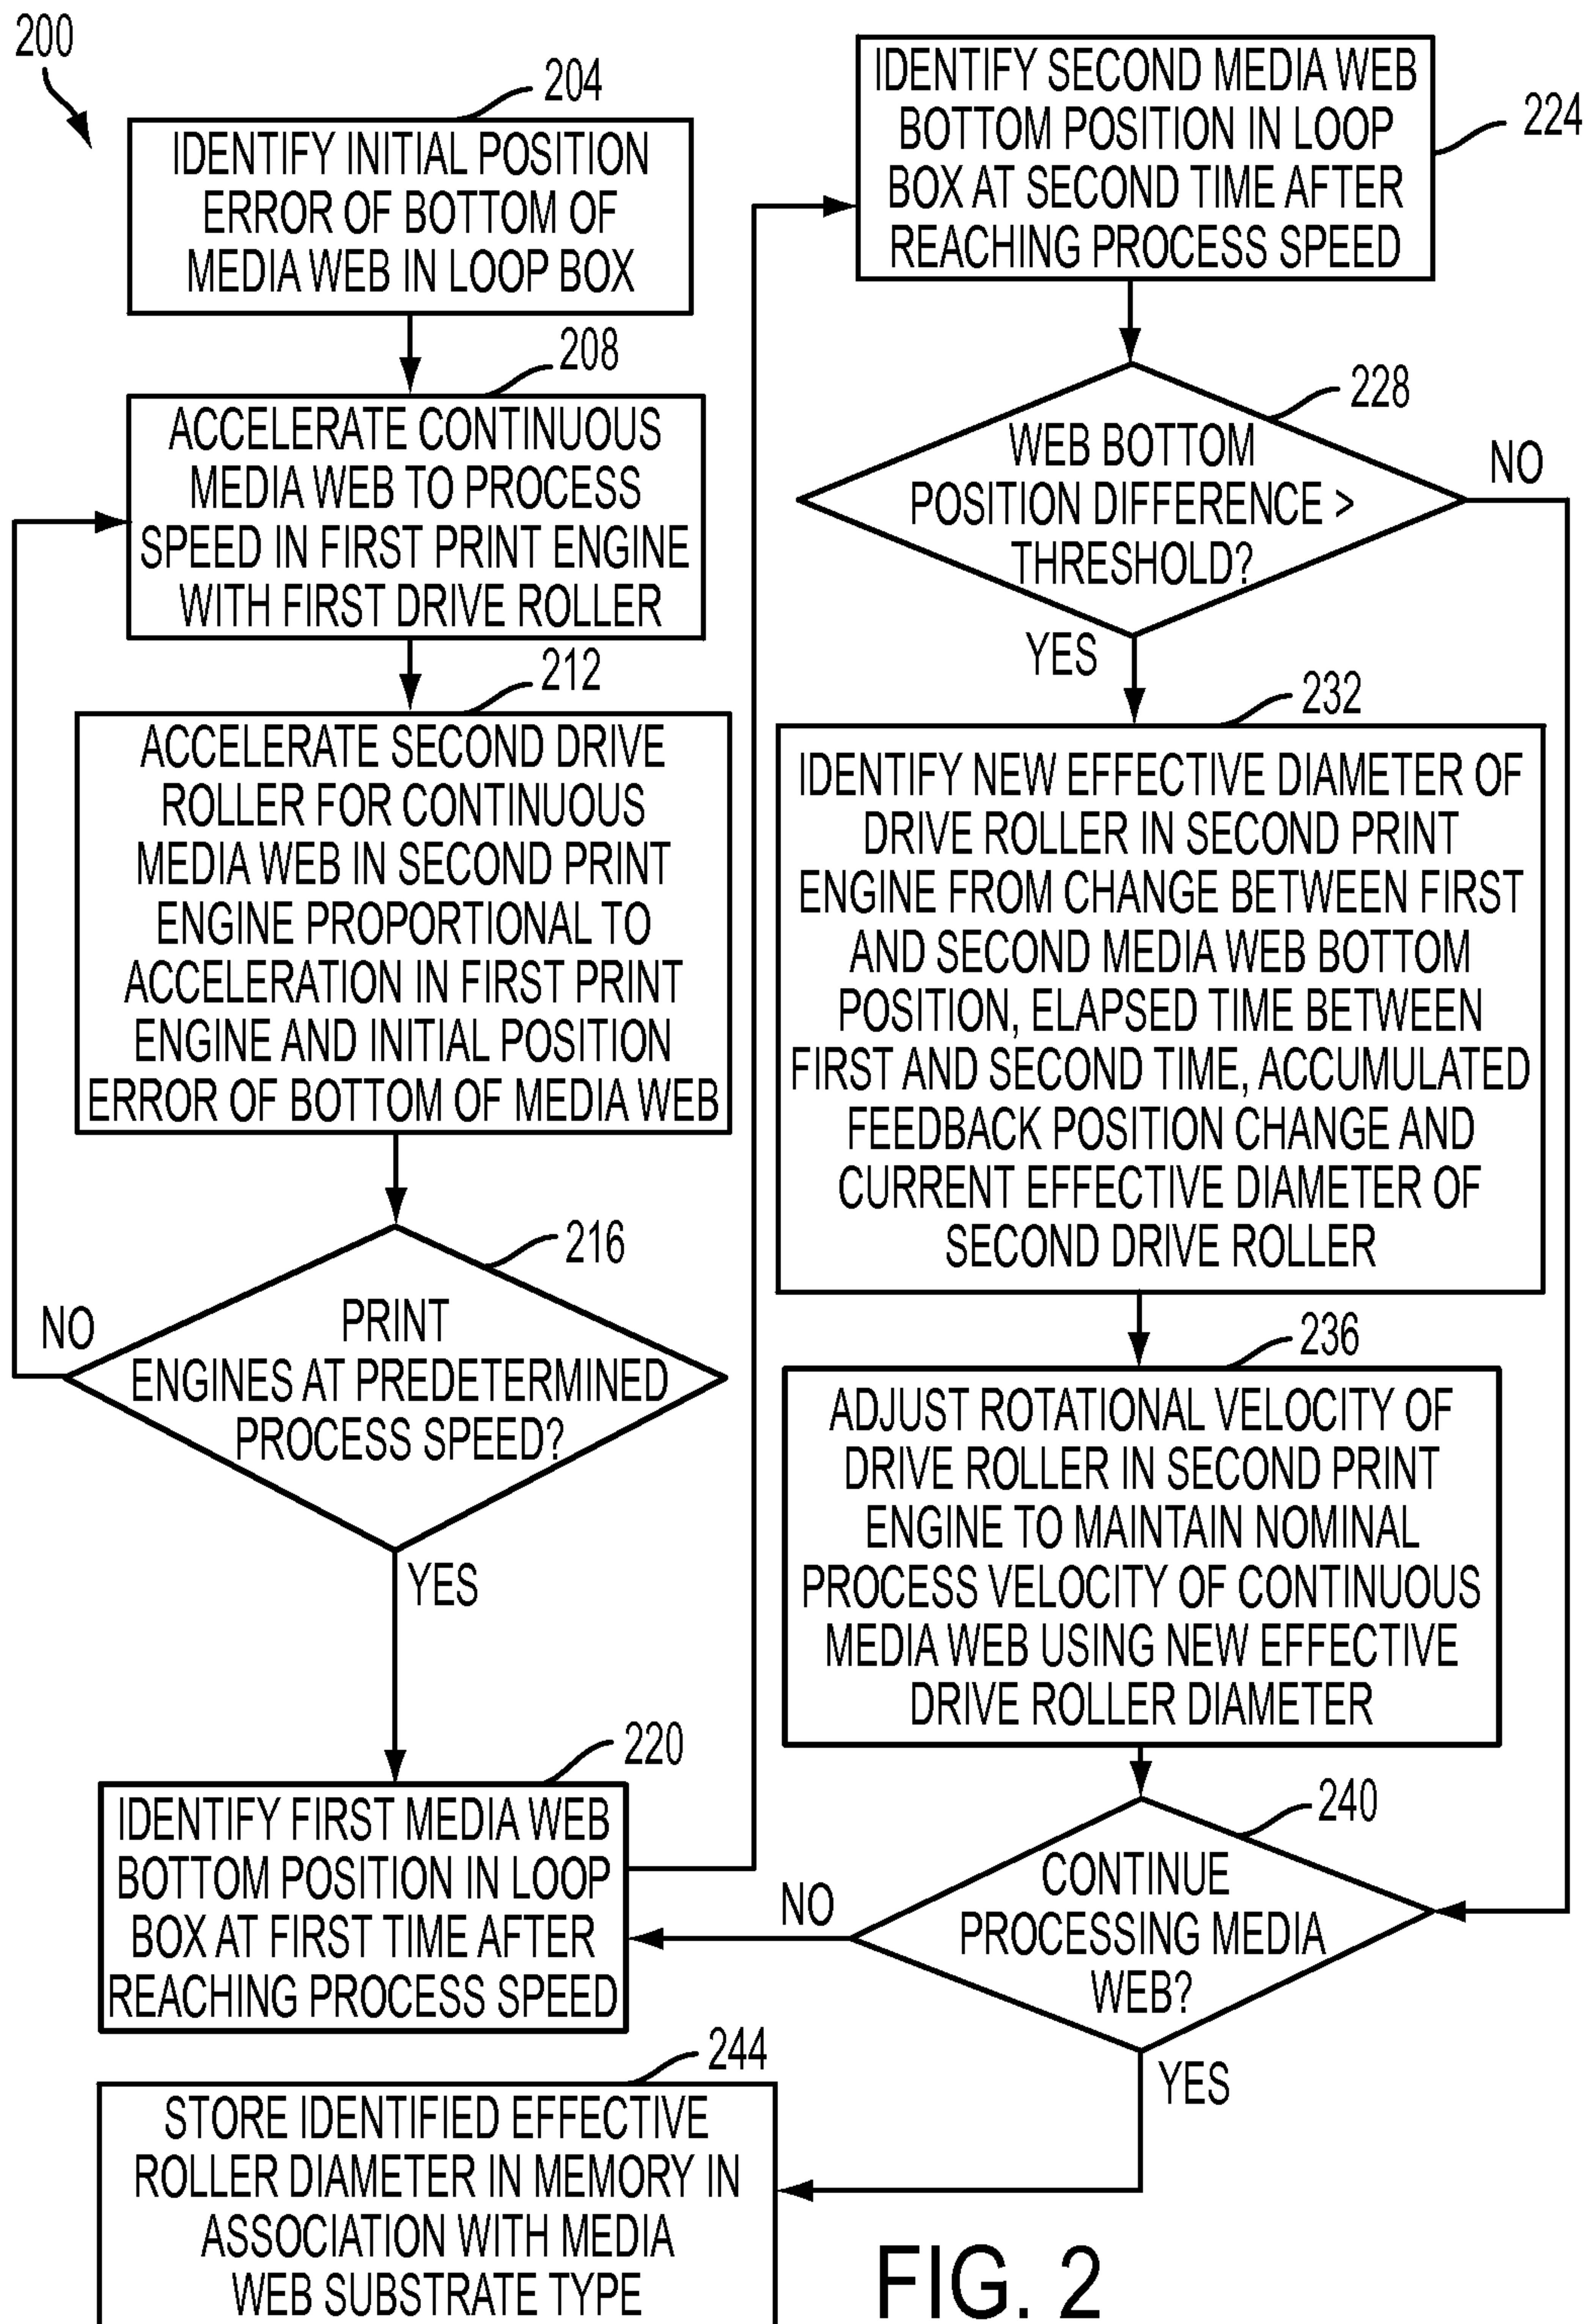 200
204
IDENTIFY INITIAL POSITION
ERROR OF BOTTOM OF
MEDIA WEB IN LOOP BOX
208
ACCELERATE CONTINUOUS
MEDIA WEB TO PROCESS
SPEED IN FIRST PRINT ENGINE
WITH FIRST DRIVE ROLLER
212
ACCELERATE SECOND DRIVE
ROLLER FOR CONTINUOUS
MEDIA WEB IN SECOND PRINT
ENGINE PROPORTIONAL TO
ACCELERATION IN FIRST PRINT
ENGINE AND INITIAL POSITION
ERROR OF BOTTOM OF MEDIA WEB
216
NO
PRINT
ENGINES AT PREDETERMINED
PROCESS SPEED?
YES
220
IDENTIFY FIRST MEDIA WEB
BOTTOM POSITION IN LOOP
BOX AT FIRST TIME AFTER
REACHING PROCESS SPEED
IDENTIFY SECOND MEDIA WEB
BOTTOM POSITION IN LOOP
BOX AT SECOND TIME AFTER
REACHING PROCESS SPEED
224
228
WEB BOTTOM
POSITION DIFFERENCE >
THRESHOLD?
NO
YES
232
IDENTIFY NEW EFFECTIVE DIAMETER OF
DRIVE ROLLER IN SECOND PRINT
ENGINE FROM CHANGE BETWEEN FIRST
AND SECOND MEDIA WEB BOTTOM
POSITION, ELAPSED TIME BETWEEN
FIRST AND SECOND TIME, ACCUMULATED
FEEDBACK POSITION CHANGE AND
CURRENT EFFECTIVE DIAMETER OF
SECOND DRIVE ROLLER
236
ADJUST ROTATIONAL VELOCITY OF
DRIVE ROLLER IN SECOND PRINT
ENGINE TO MAINTAIN NOMINAL
PROCESS VELOCITY OF CONTINUOUS
MEDIA WEB USING NEW EFFECTIVE
DRIVE ROLLER DIAMETER
240
NO
CONTINUE
PROCESSING MEDIA
WEB?
YES
244
STORE IDENTIFIED EFFECTIVE
ROLLER DIAMETER IN MEMORY IN
ASSOCIATION WITH MEDIA
WEB SUBSTRATE TYPE
FIG. 2